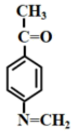 CH₃
C=O
N=CH₂